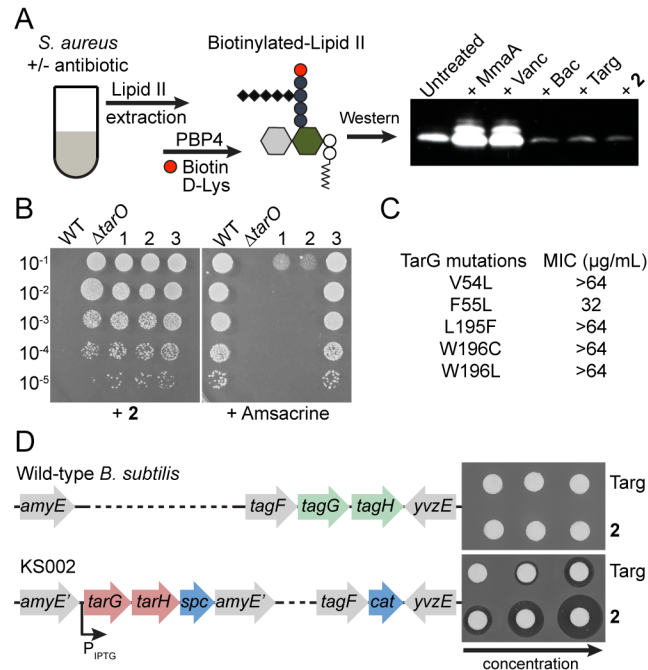 A
S. aureus
+/- antibiotic
Lipid II
extraction
PBP4
Biotin
D-Lys
Biotinylated-Lipid II
Western
Untreated
+ MmaA
+ Vanc
+ Bac
+ Targ
+ 2
B
WT ΔtarO 1 2 3 WT ΔtarO 1 2 3
10-1
10-2
10-3
10-4
10-5
+ 2 + Amsacrine
C
TarG mutations MIC (µg/mL)
V54L >64
F55L 32
L195F >64
W196C >64
W196L >64
D
Wild-type B. subtilis
amyE tagF tagG tagH yvzE
Targ
2
KS002
amyE' tarG tarH spc amyE' tagF cat yvzE
PIPTG
Targ
2
concentration